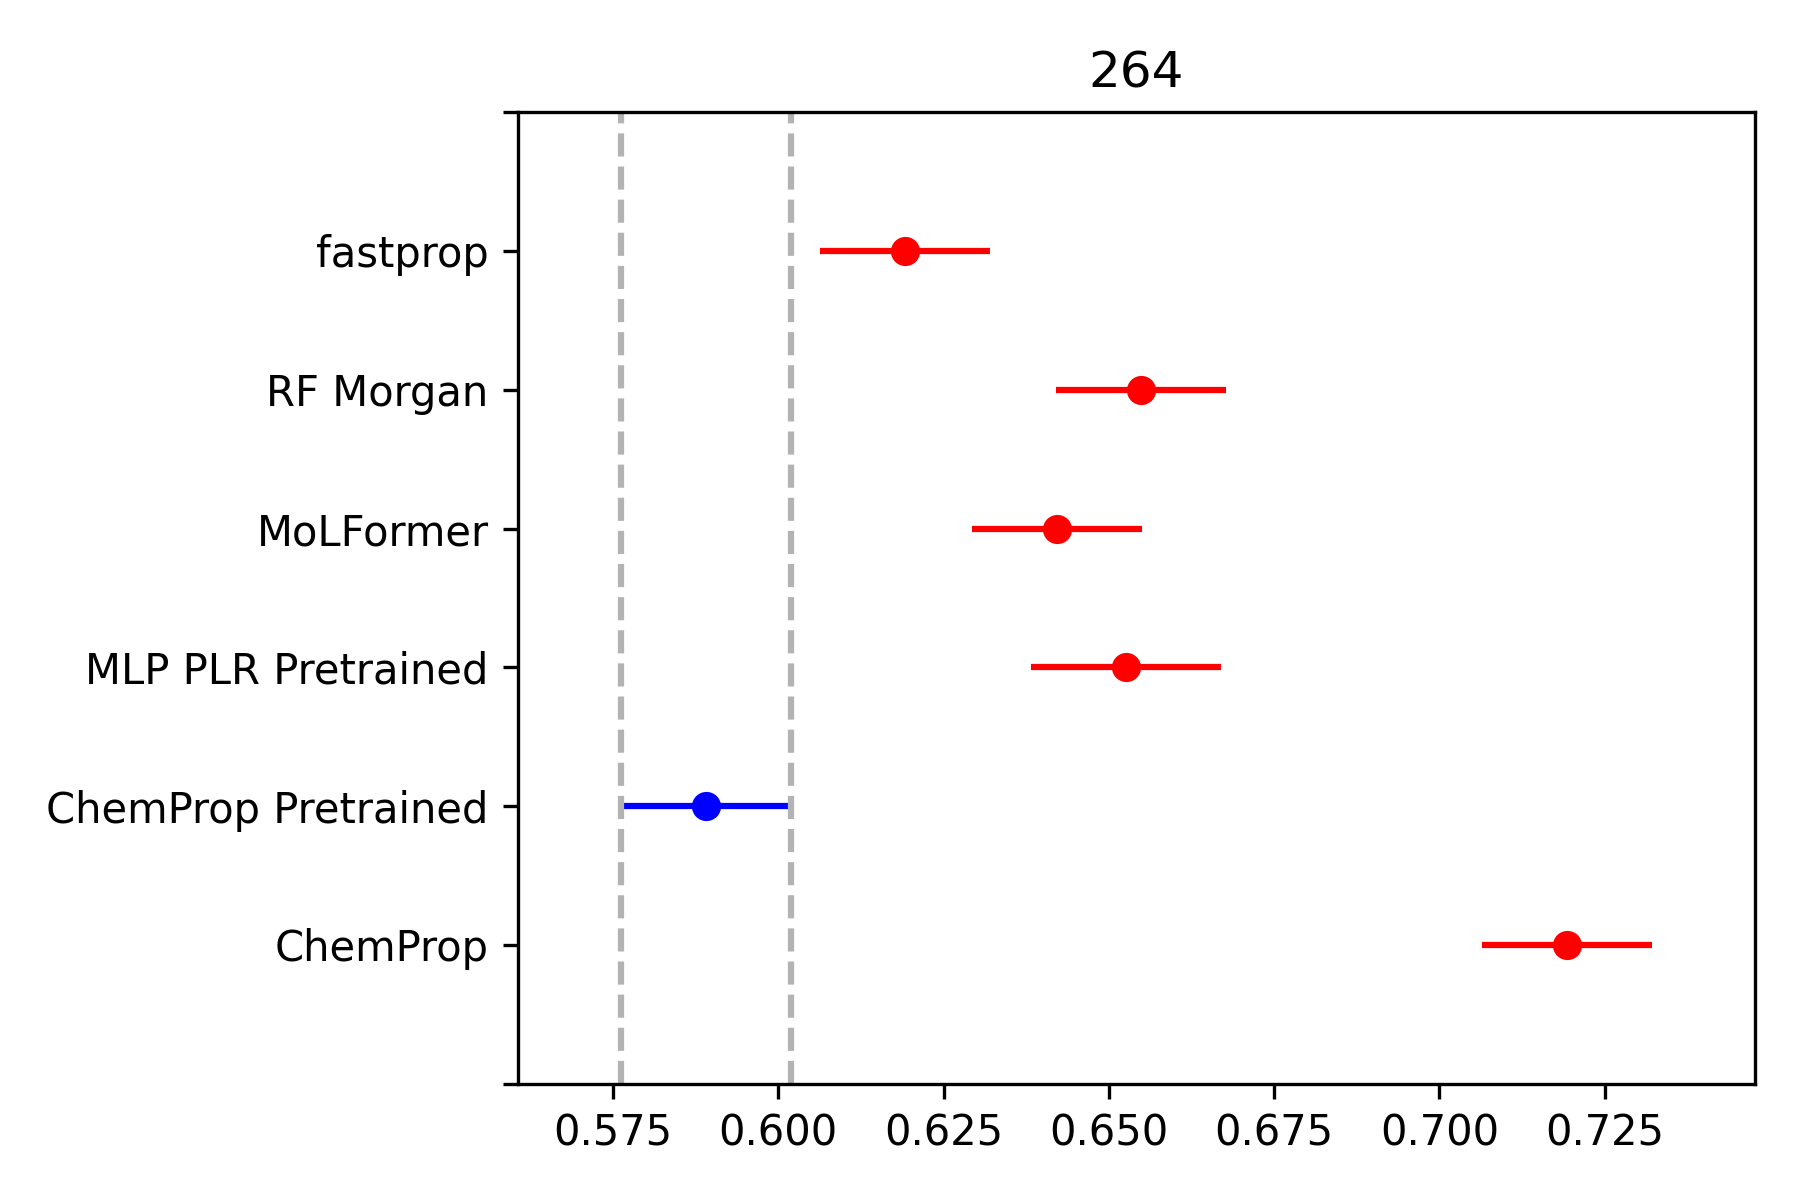 264
fastprop
RF Morgan
MoLFormer
MLP PLR Pretrained
ChemProp Pretrained
ChemProp
0.575 0.600 0.625 0.650 0.675 0.700 0.725